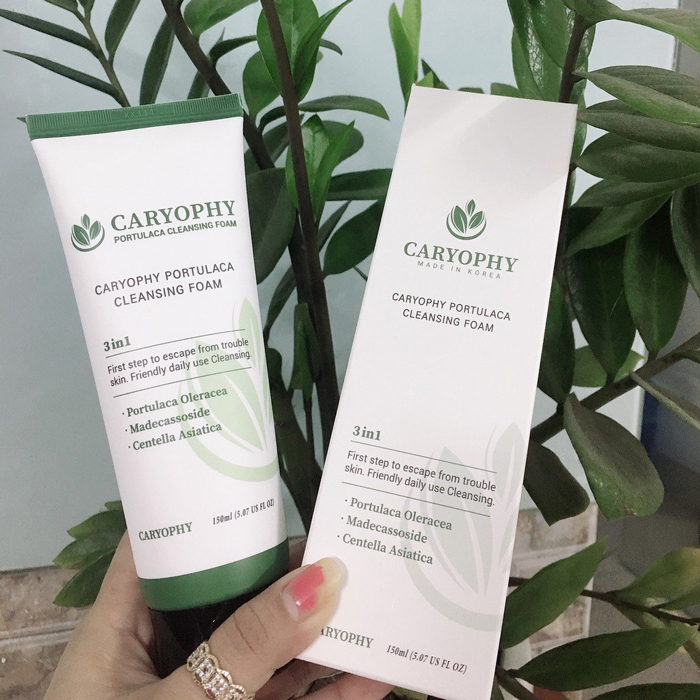 CARYOPHY
PORTULACA CLEANSING FOAM
CARYOPHY PORTULACA
CLEANSING FOAM
3in1
First step to escape from trouble
skin. Friendly daily use Cleansing.
· Portulaca Oleracea
· Madecassoside
· Centella Asiatica
CARYOPHY 150ml (5.07 US FL OZ)
CARYOPHY
MADE IN KOREA
CARYOPHY PORTULACA
CLEANSING FOAM
3in1
First step to escape from trouble
skin. Friendly daily use Cleansing.
· Portulaca Oleracea
· Madecassoside
· Centella Asiatica
ARYOPHY 150ml (5.07 US FL OZ)